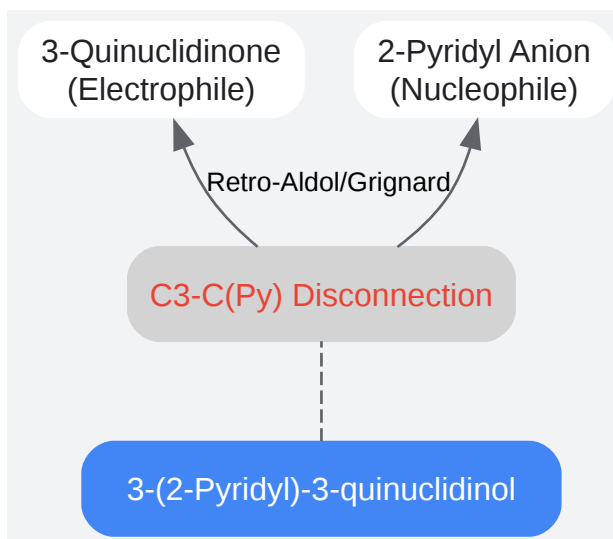 3-Quinuclidinone
(Electrophile)
2-Pyridyl Anion
(Nucleophile)
Retro-Aldol/Grignard
C3-C(Py) Disconnection
3-(2-Pyridyl)-3-quinuclidinol